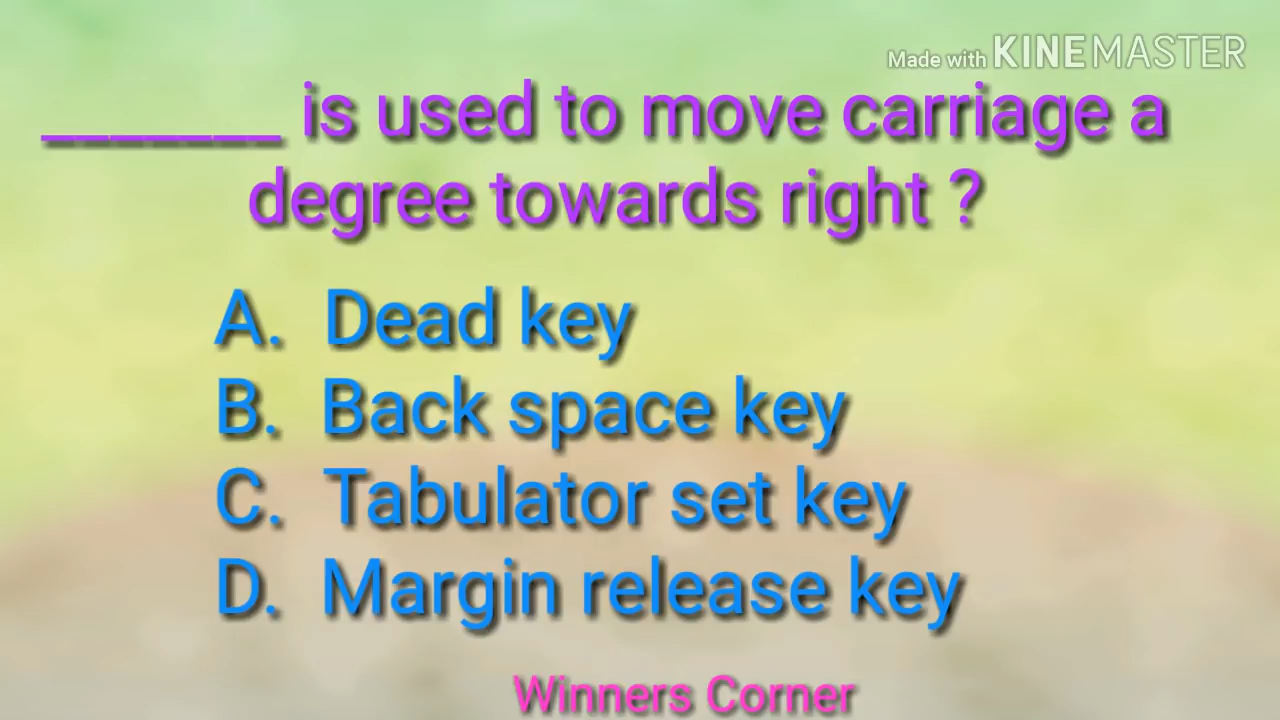 Made with KINEMASTER
________ is used to move carriage a
degree towards right ?
A. Dead key
B. Back space key
C. Tabulator set key
D. Margin release key
Winners Corner